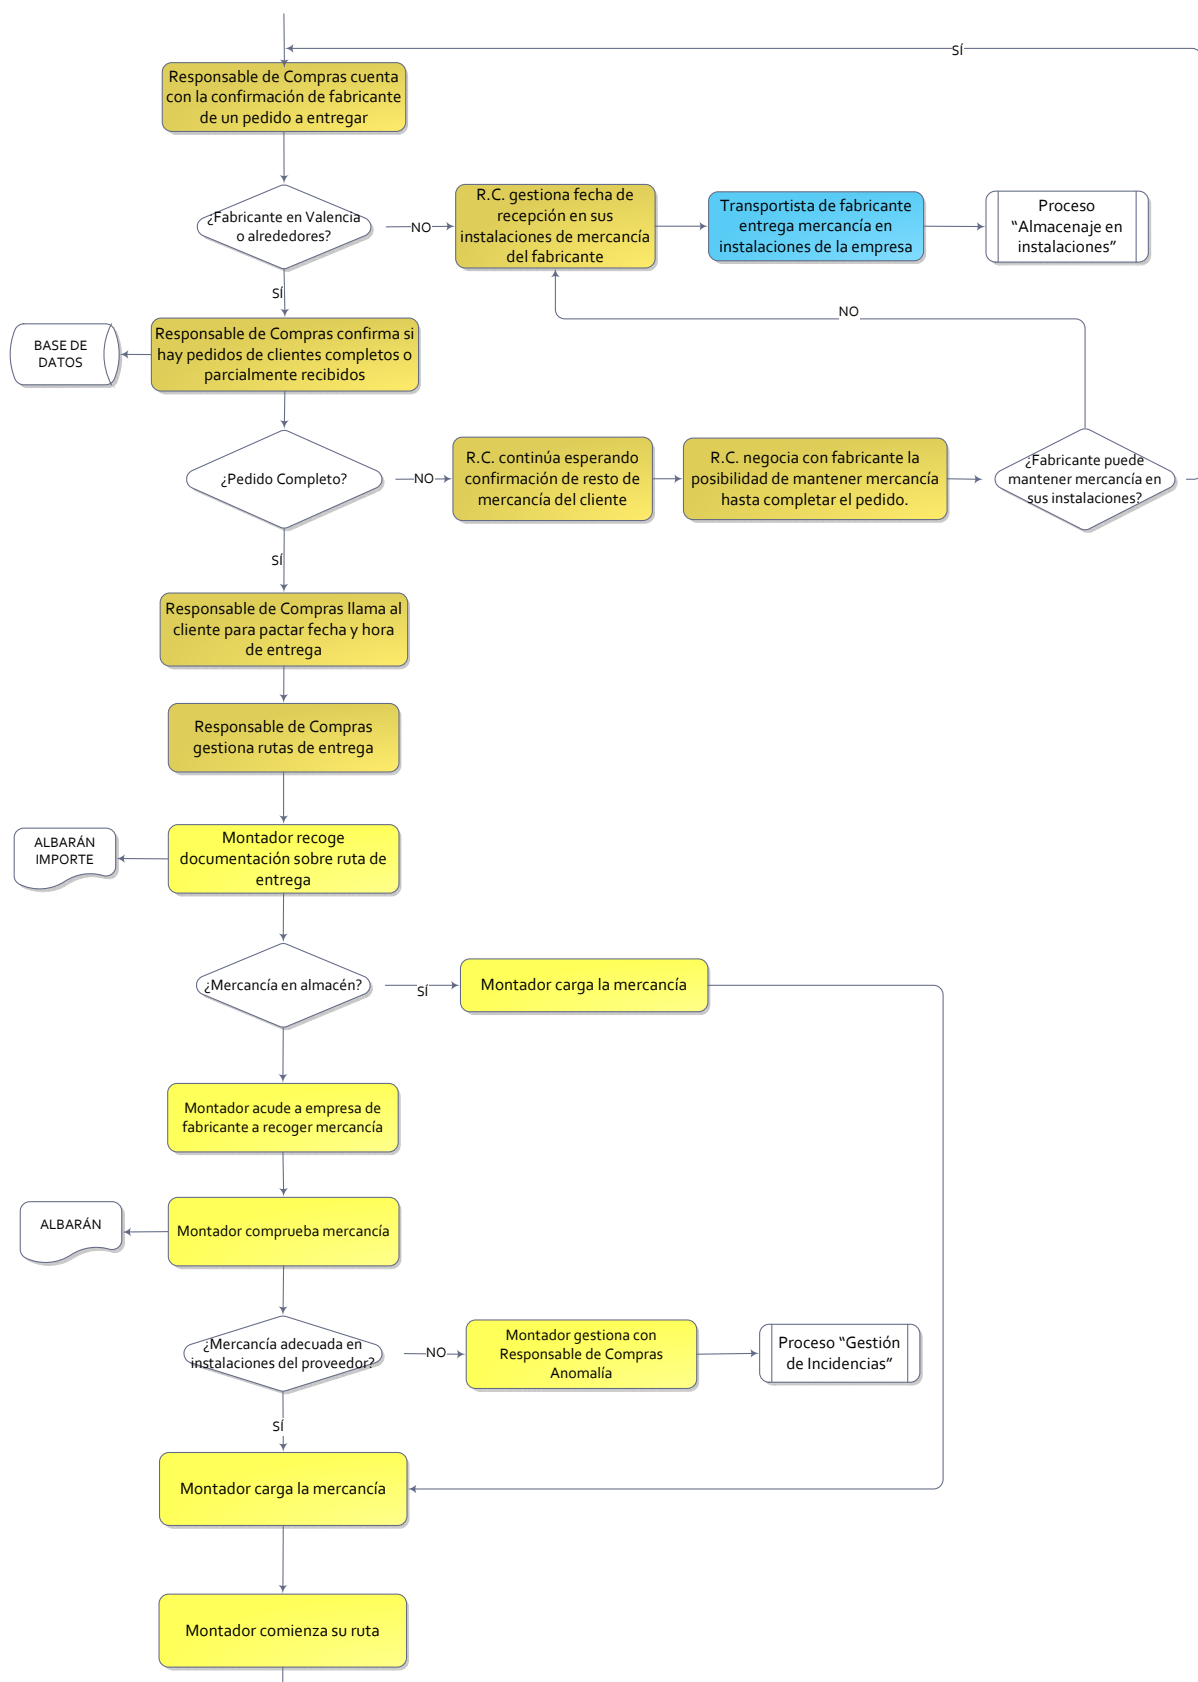 SÍ
Responsable de Compras cuenta
con la confirmación de fabricante
de un pedido a entregar
¿Fabricante en Valencia
o alrededores?
NO
R.C. gestiona fecha de
recepción en sus
instalaciones de mercancía
del fabricante
Transportista de fabricante
entrega mercancía en
instalaciones de la empresa
Proceso
“Almacenaje en
instalaciones”
SÍ
NO
BASE DE
DATOS
Responsable de Compras confirma si
hay pedidos de clientes completos o
parcialmente recibidos
¿Pedido Completo?
NO
R.C. continúa esperando
confirmación de resto de
mercancía del cliente
R.C. negocia con fabricante la
posibilidad de mantener mercancía
hasta completar el pedido.
¿Fabricante puede
mantener mercancía en
sus instalaciones?
SÍ
Responsable de Compras llama al
cliente para pactar fecha y hora
de entrega
Responsable de Compras
gestiona rutas de entrega
ALBARÁN
IMPORTE
Montador recoge
documentación sobre ruta de
entrega
¿Mercancía en almacén?
SÍ
Montador carga la mercancía
Montador acude a empresa de
fabricante a recoger mercancía
ALBARÁN
Montador comprueba mercancía
¿Mercancía adecuada en
instalaciones del proveedor?
NO
Montador gestiona con
Responsable de Compras
Anomalía
Proceso “Gestión
de Incidencias”
SÍ
Montador carga la mercancía
Montador comienza su ruta